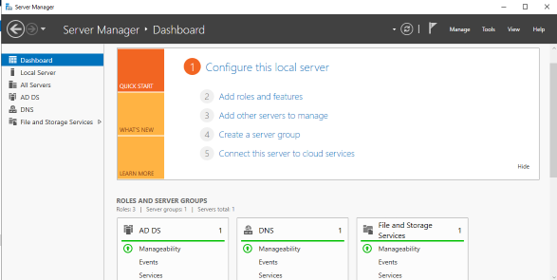 Server Manager
Server Manager • Dashboard
Manage Tools View Help
Dashboard
Local Server
All Servers
AD DS
DNS
File and Storage Services
QUICK START
WHAT'S NEW
LEARN MORE
1 Configure this local server
2 Add roles and features
3 Add other servers to manage
4 Create a server group
5 Connect this server to cloud services
Hide
ROLES AND SERVER GROUPS
Roles: 3 | Server groups: 1 | Servers total: 1
AD DS 1
Manageability
Events
Services
DNS 1
Manageability
Events
Services
File and Storage
Services 1
Manageability
Events
Services